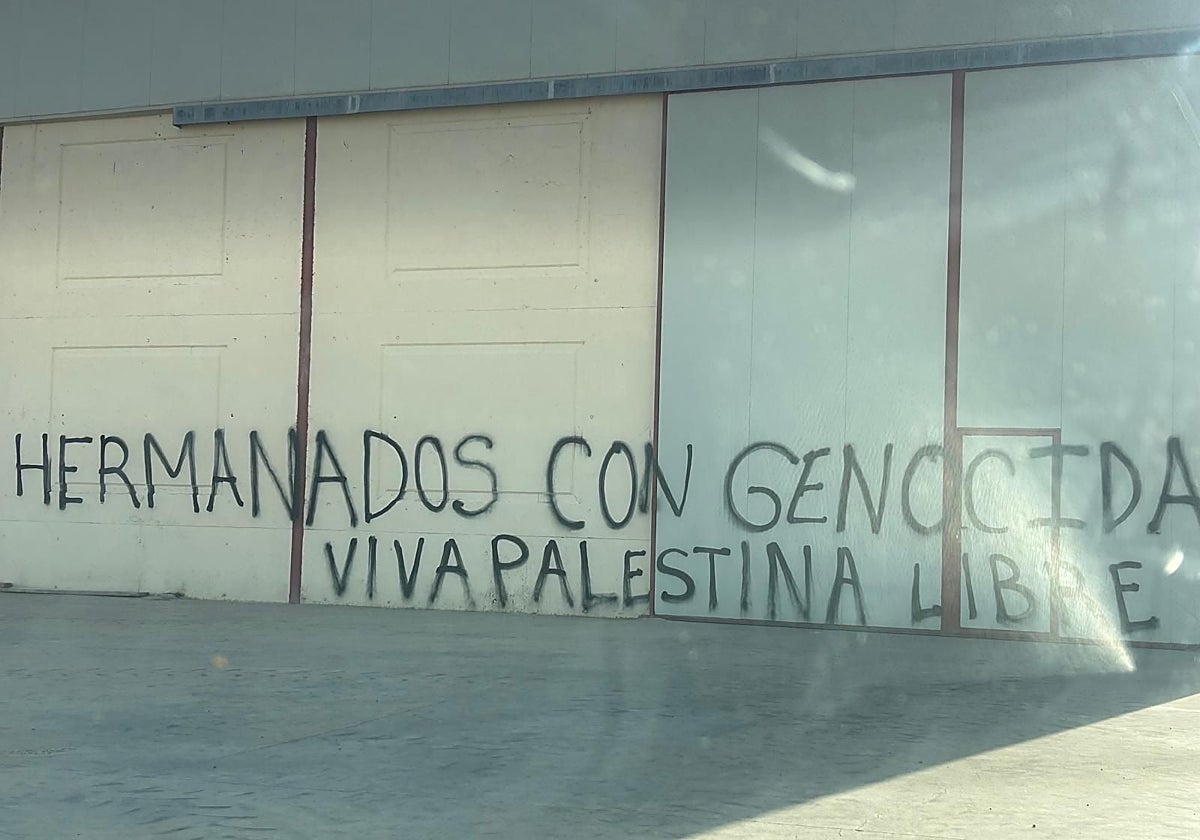 HERMANADOS CON GENOCIDA
VIVA PALESTINA LIBRE